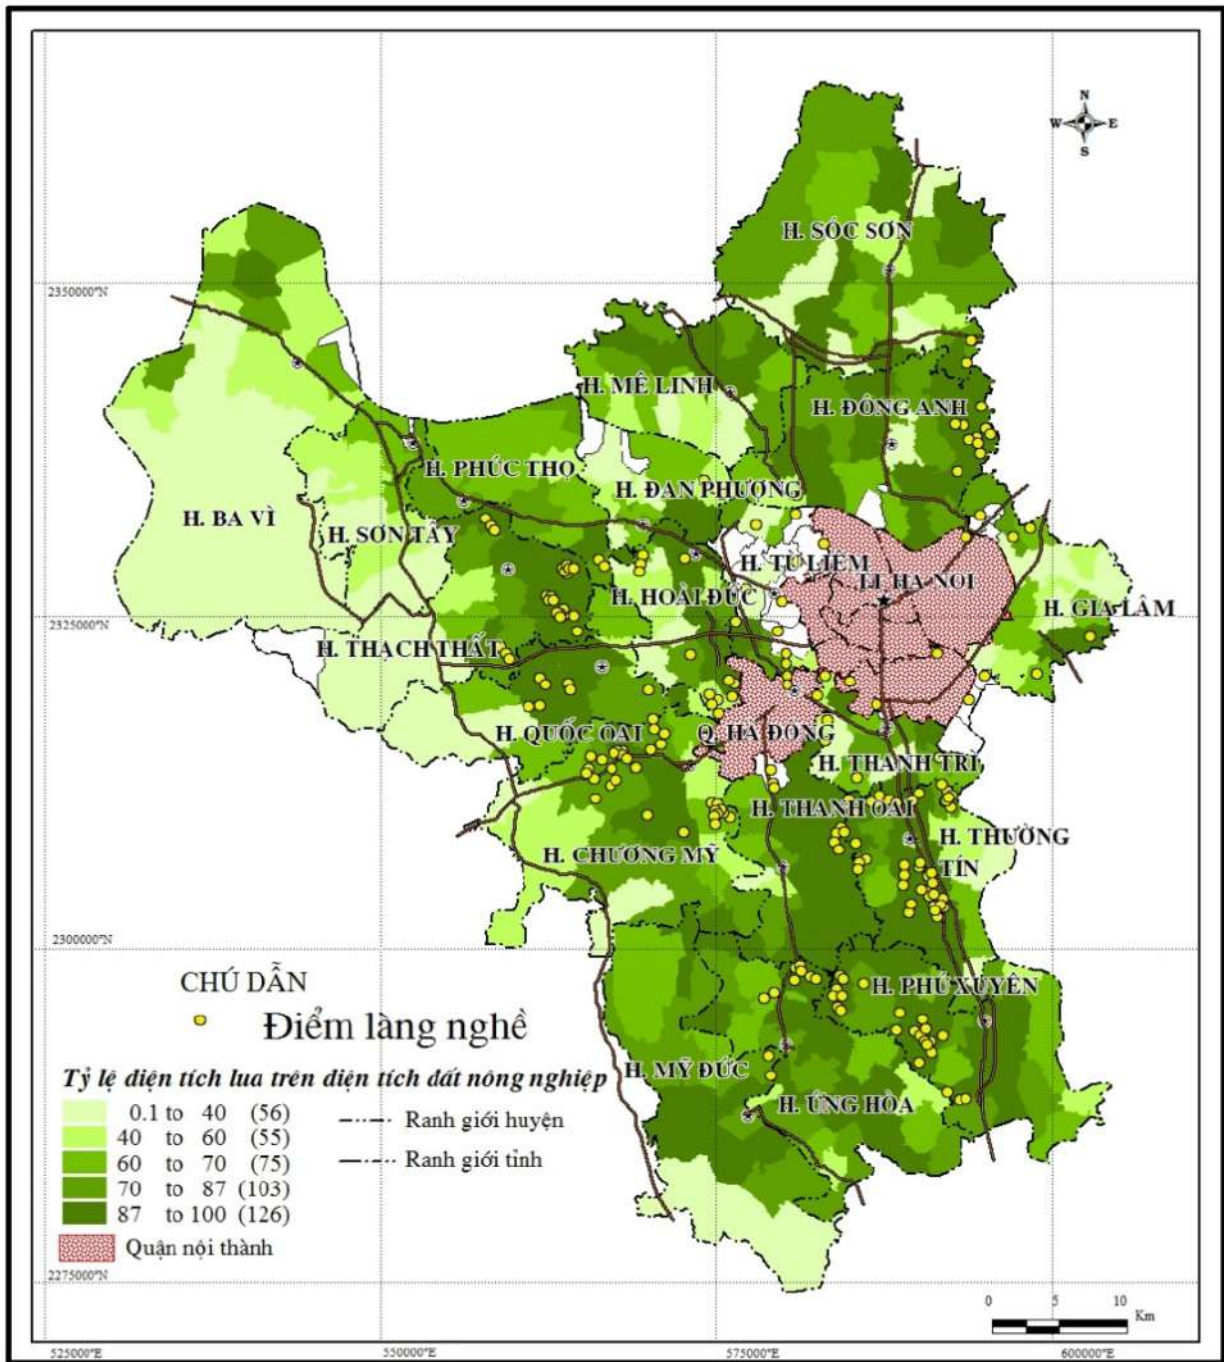 N
W E
S
H. SÓC SƠN
2350000°N
H. MÊ LINH
H. ĐÔNG ANH
H. PHÚC THỌ
H. ĐAN PHƯỢNG
H. BA VÌ
H. SƠN TÂY
H. TỪ LIÊM
H. HOÀI ĐỨC
H. GIA LÂM
2325000°N
H. THẠCH THẤT
H. QUỐC OAI
Q. HÀ ĐÔNG
H. THANH TRÌ
H. THANH OAI
H. THƯỜNG
TÍN
H. CHƯƠNG MỸ
2300000°N
CHÚ DẪN
H. PHÚ XUYÊN
Điểm làng nghề
H. MỸ ĐỨC
Tỷ lệ diện tích lua trên diện tích đất nông nghiệp
H. ỨNG HÒA
0.1 to 40 (56)
Ranh giới huyện
40 to 60 (55)
60 to 70 (75)
Ranh giới tỉnh
70 to 87 (103)
87 to 100 (126)
Quận nội thành
2275000°N
0 5 10
Km
525000°E 550000°E 575000°E 600000°E